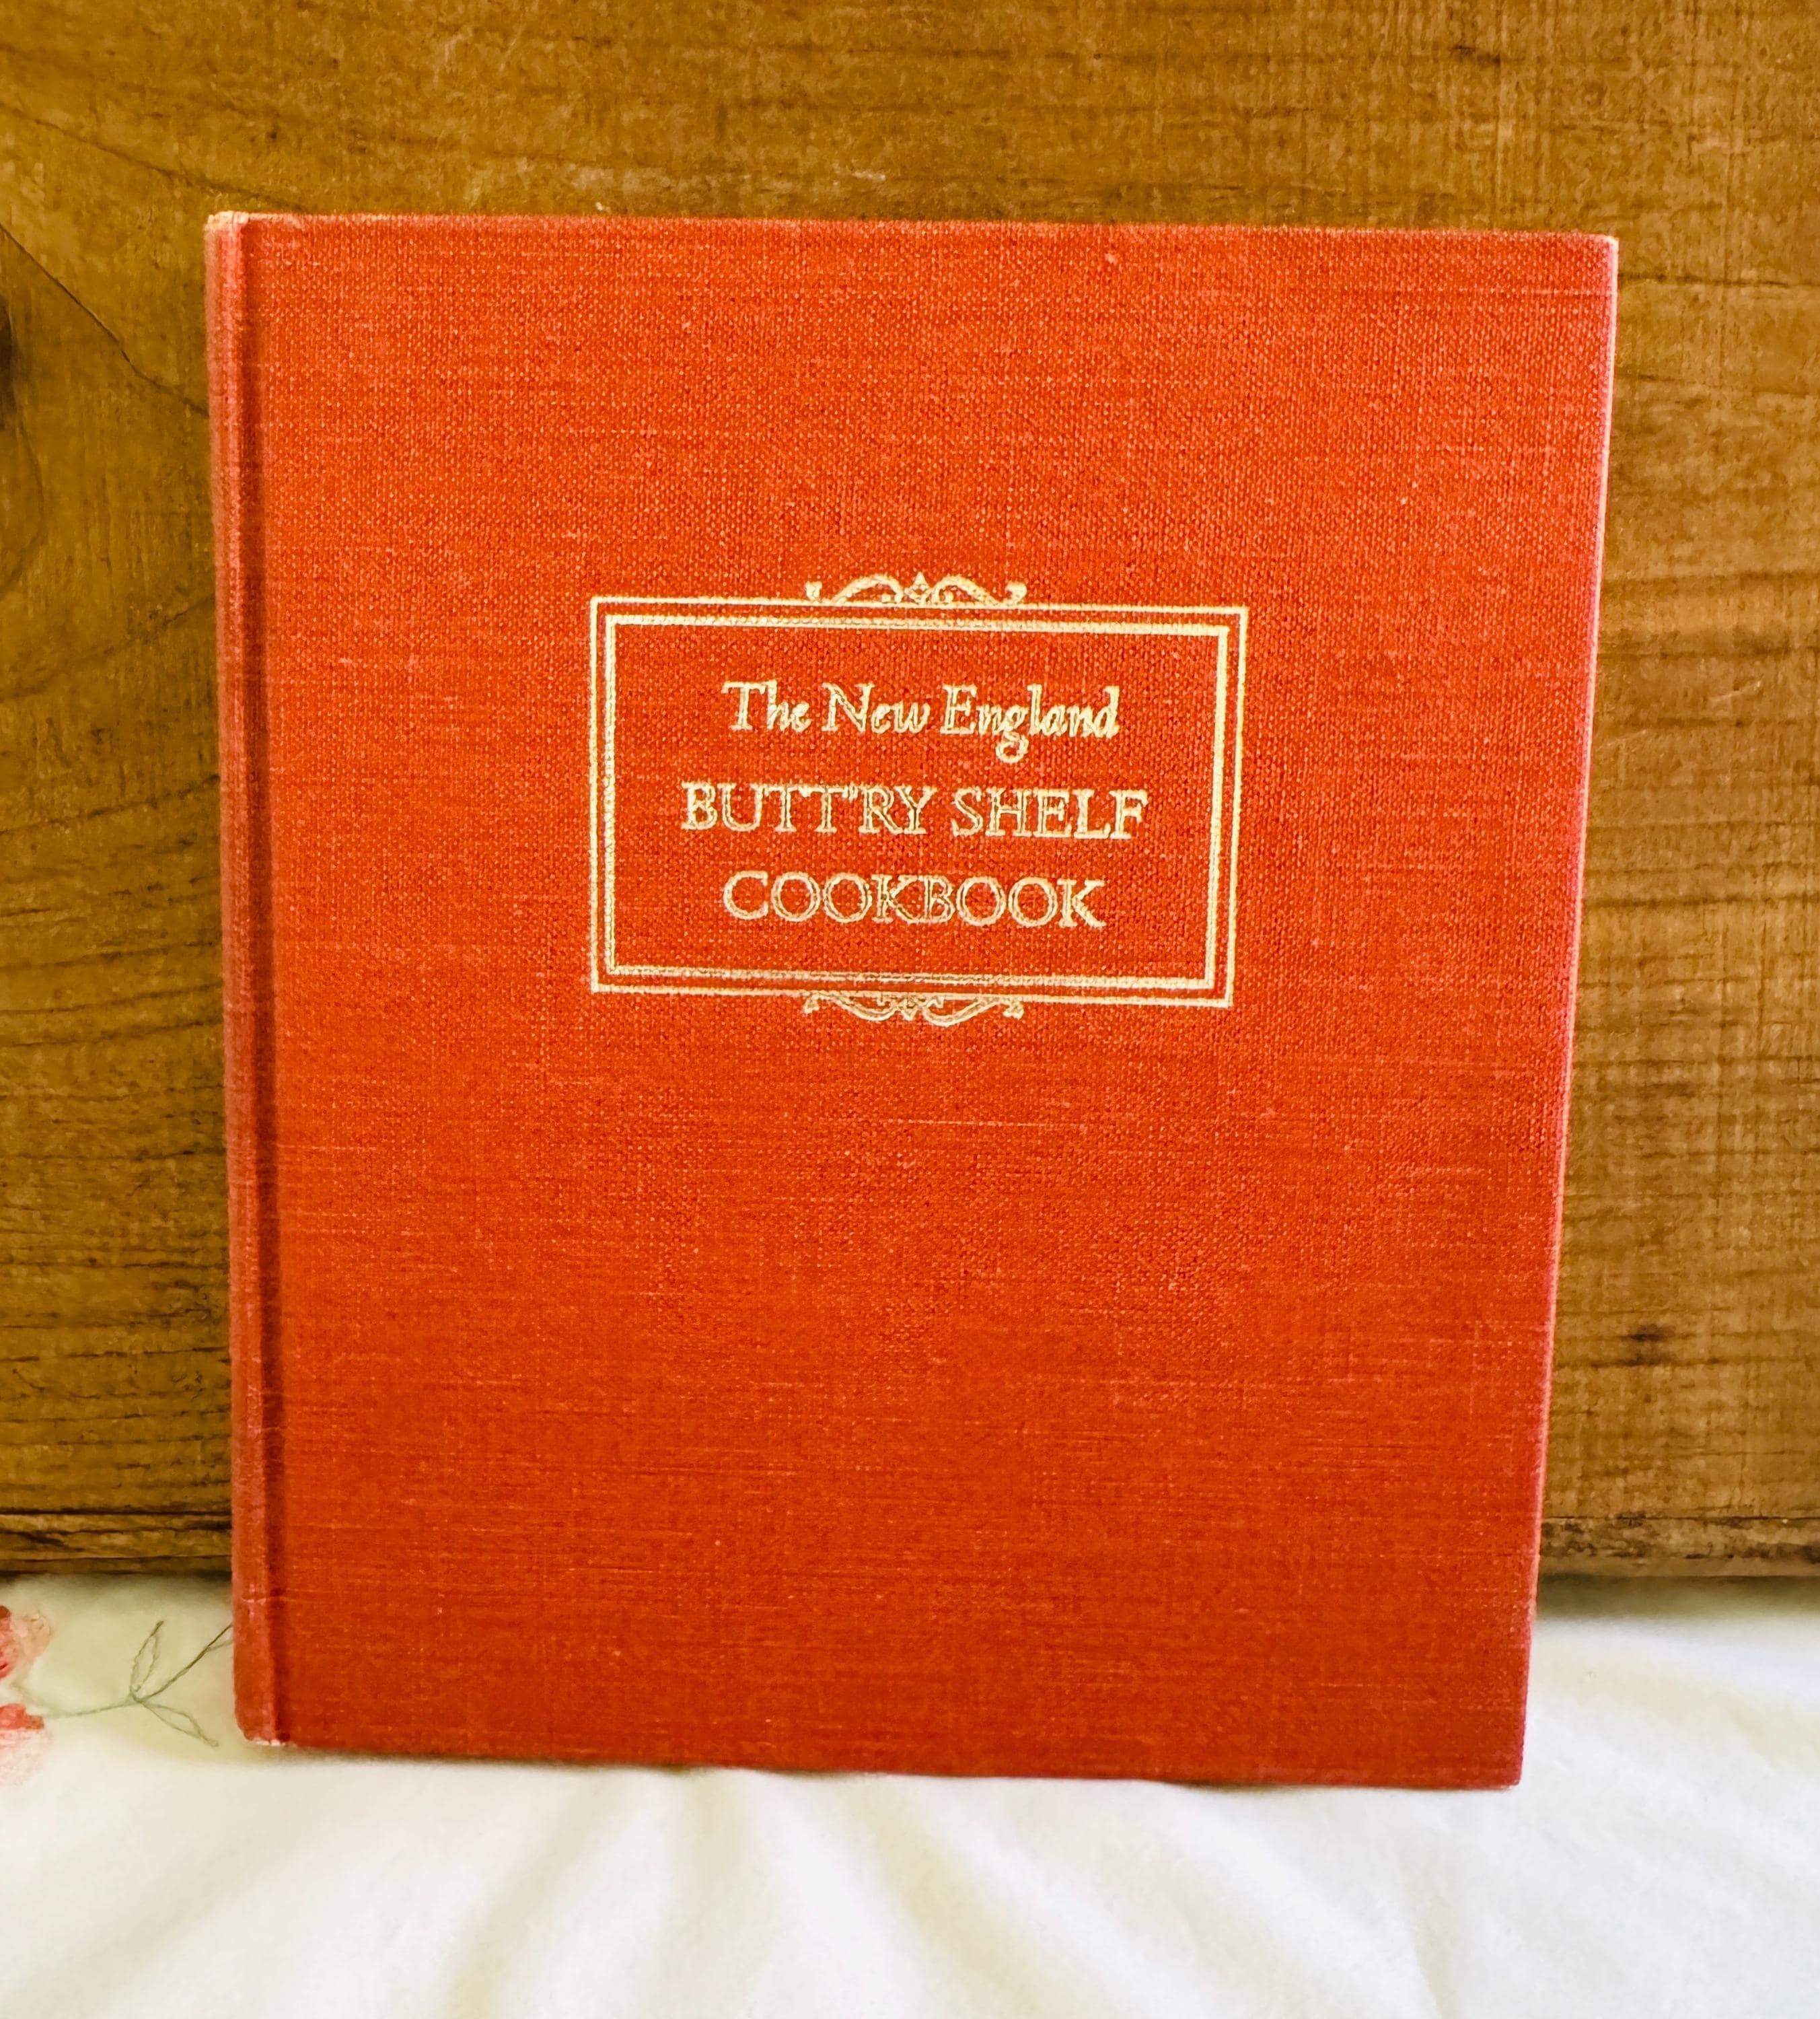 The New England
BUTT'RY SHELF
COOKBOOK